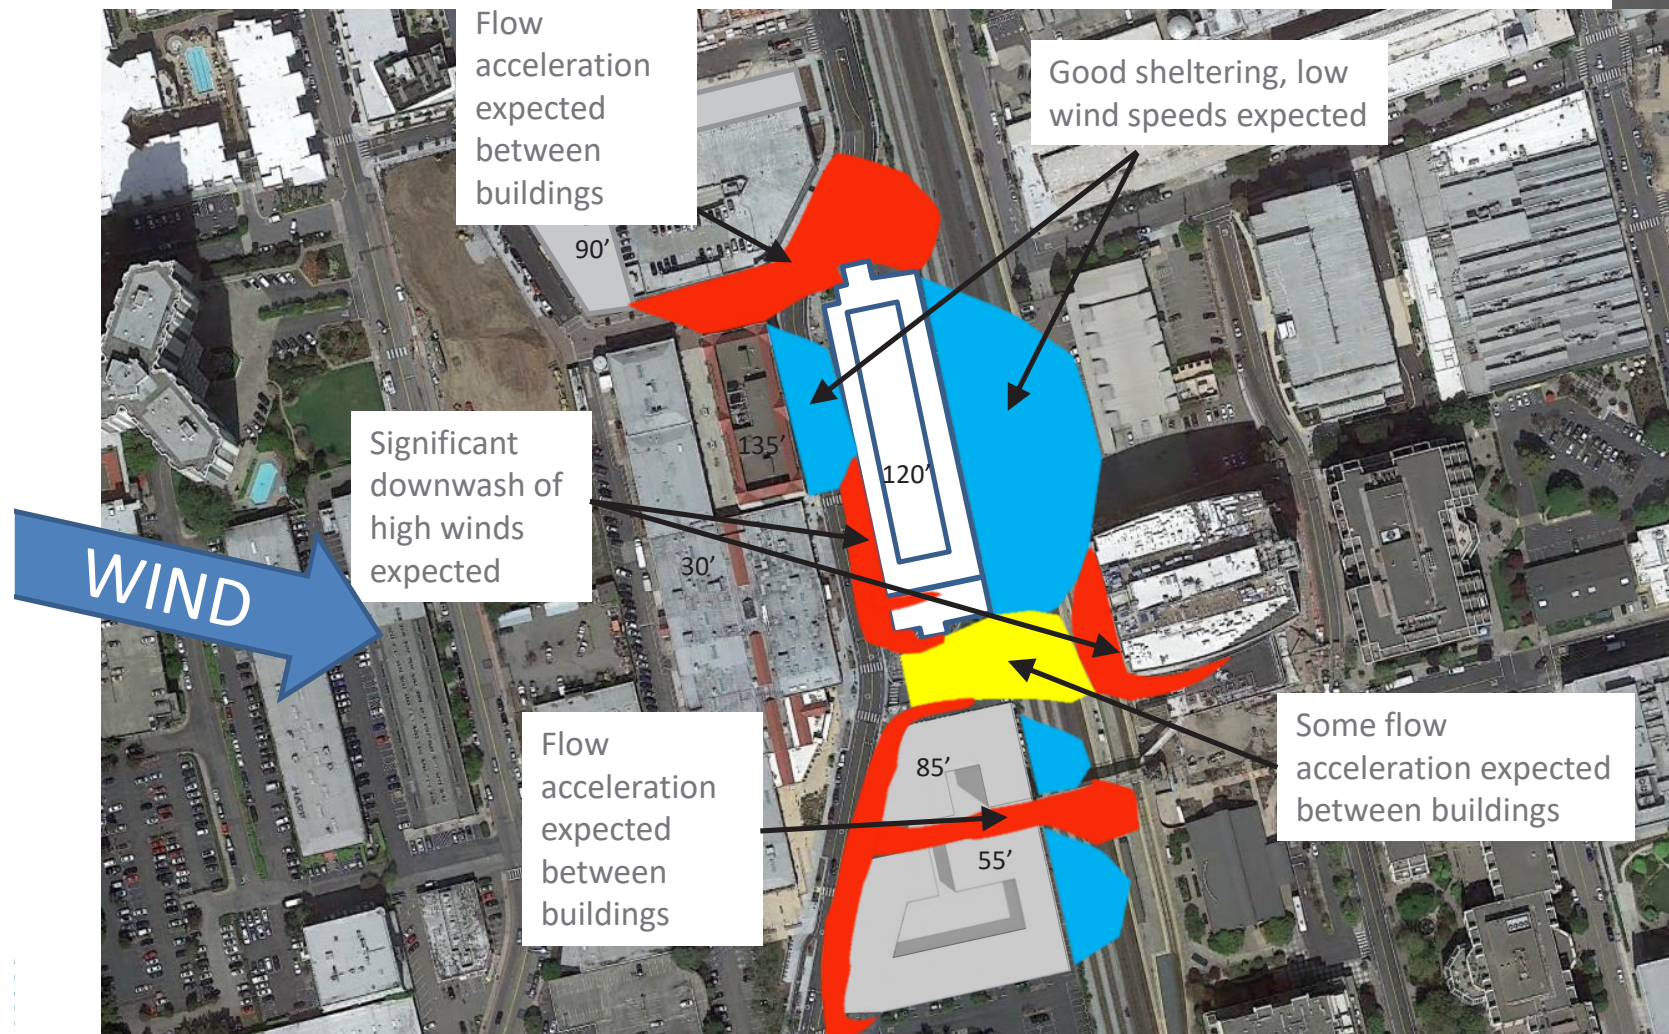 Flow
acceleration
expected
between
buildings
Good sheltering, low
wind speeds expected
90’
Significant
downwash of
high winds
expected
135’
120’
30’
WIND
Flow
acceleration
expected
between
buildings
85’
55’
Some flow
acceleration expected
between buildings